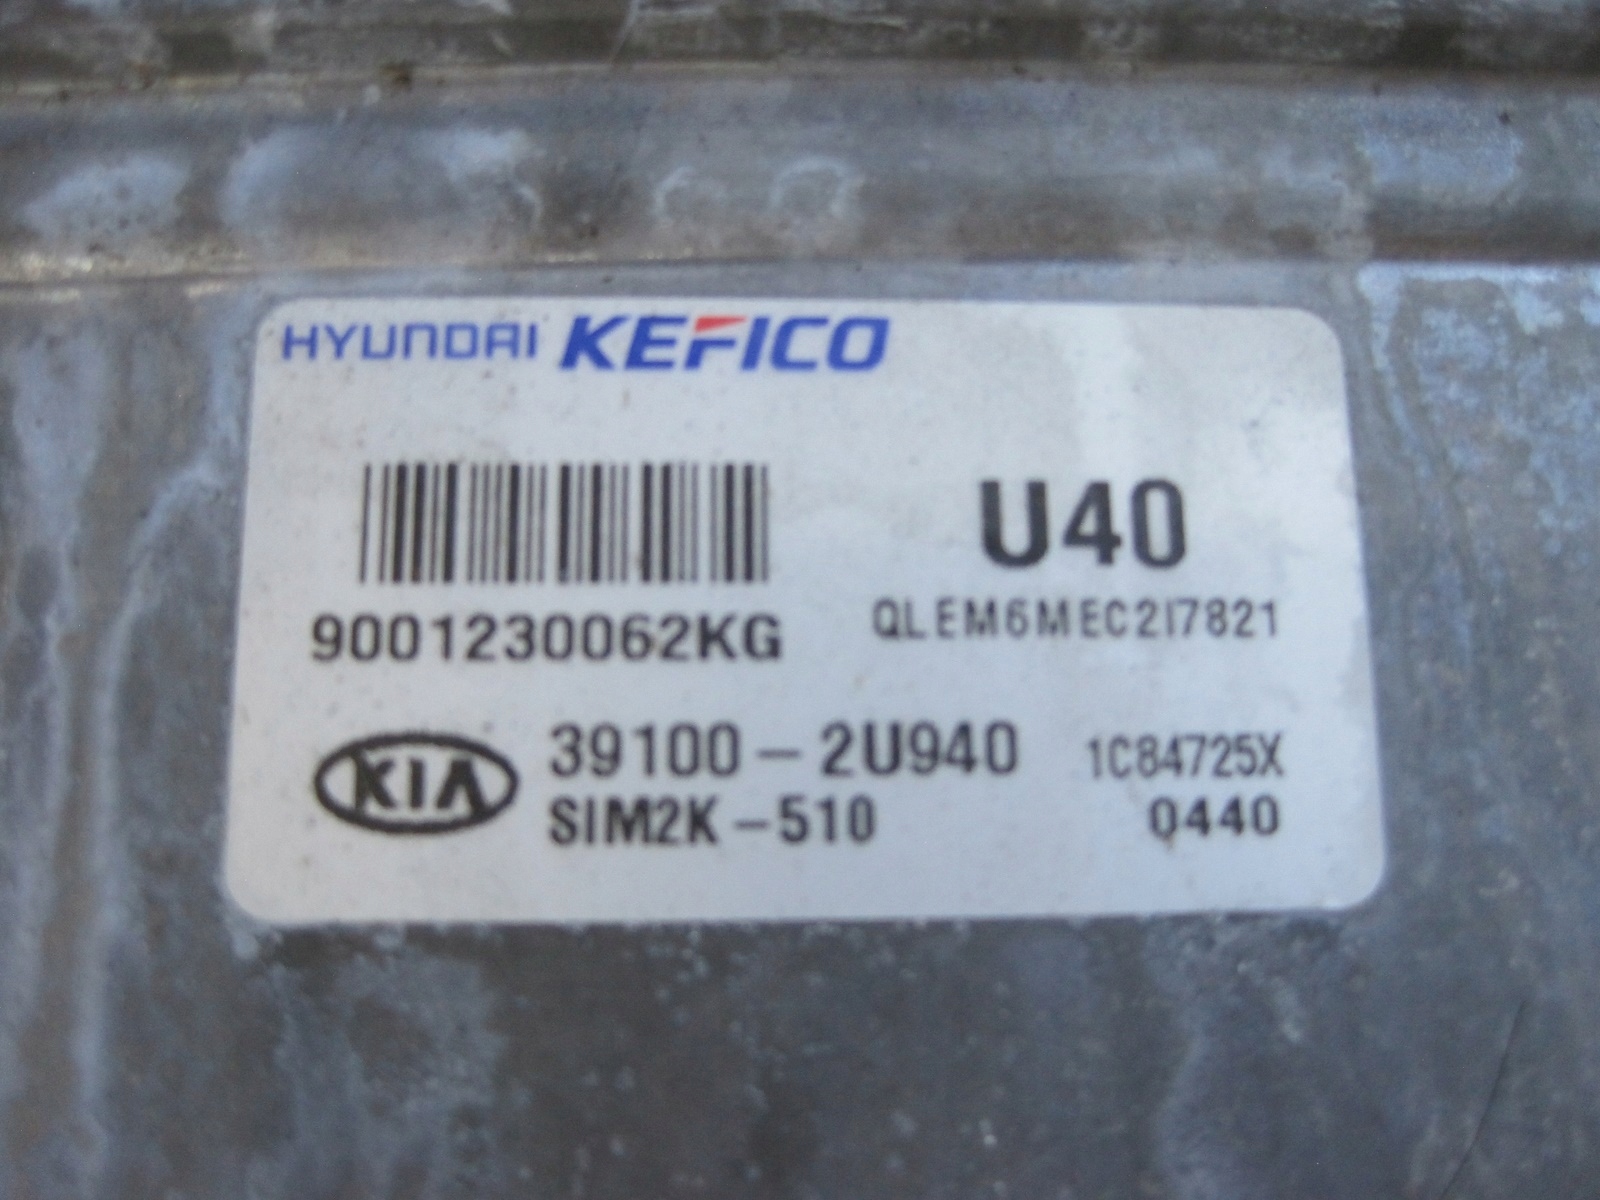 HYUNDAI KEFICO
U40
9001230062KG
QLEM6MEC2I7821
KIA 39100-2U940 1C84725X
SIM2K-510 0440